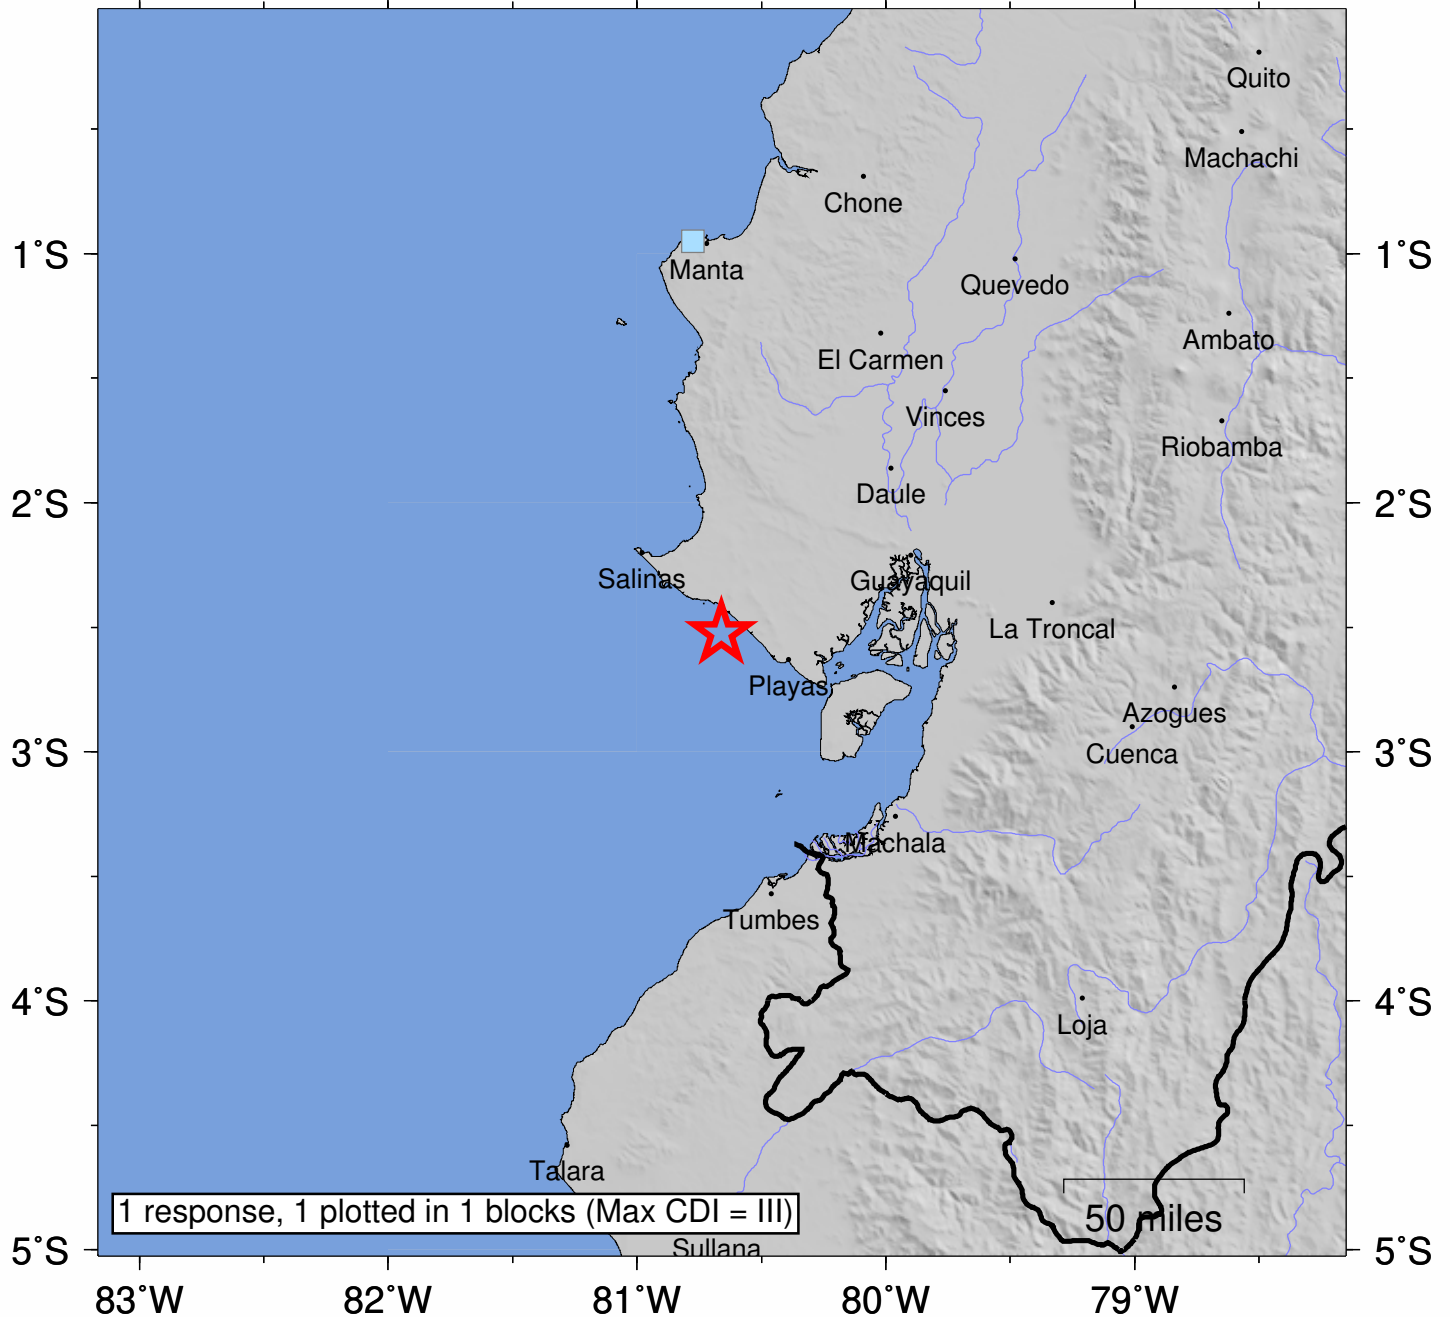 Quito
Machachi
Chone
1°S
1°S
Manta
Quevedo
Ambato
El Carmen
Vinces
Riobamba
Daule
2°S
2°S
Salinas
Guayaquil
La Troncal
Playas
Azogues
Cuenca
3°S
3°S
Machala
Tumbes
4°S
4°S
Loja
Talara
1 response, 1 plotted in 1 blocks (Max CDI = III)
50 miles
Sullana
5°S
5°S
83°W
82°W
81°W
80°W
79°W